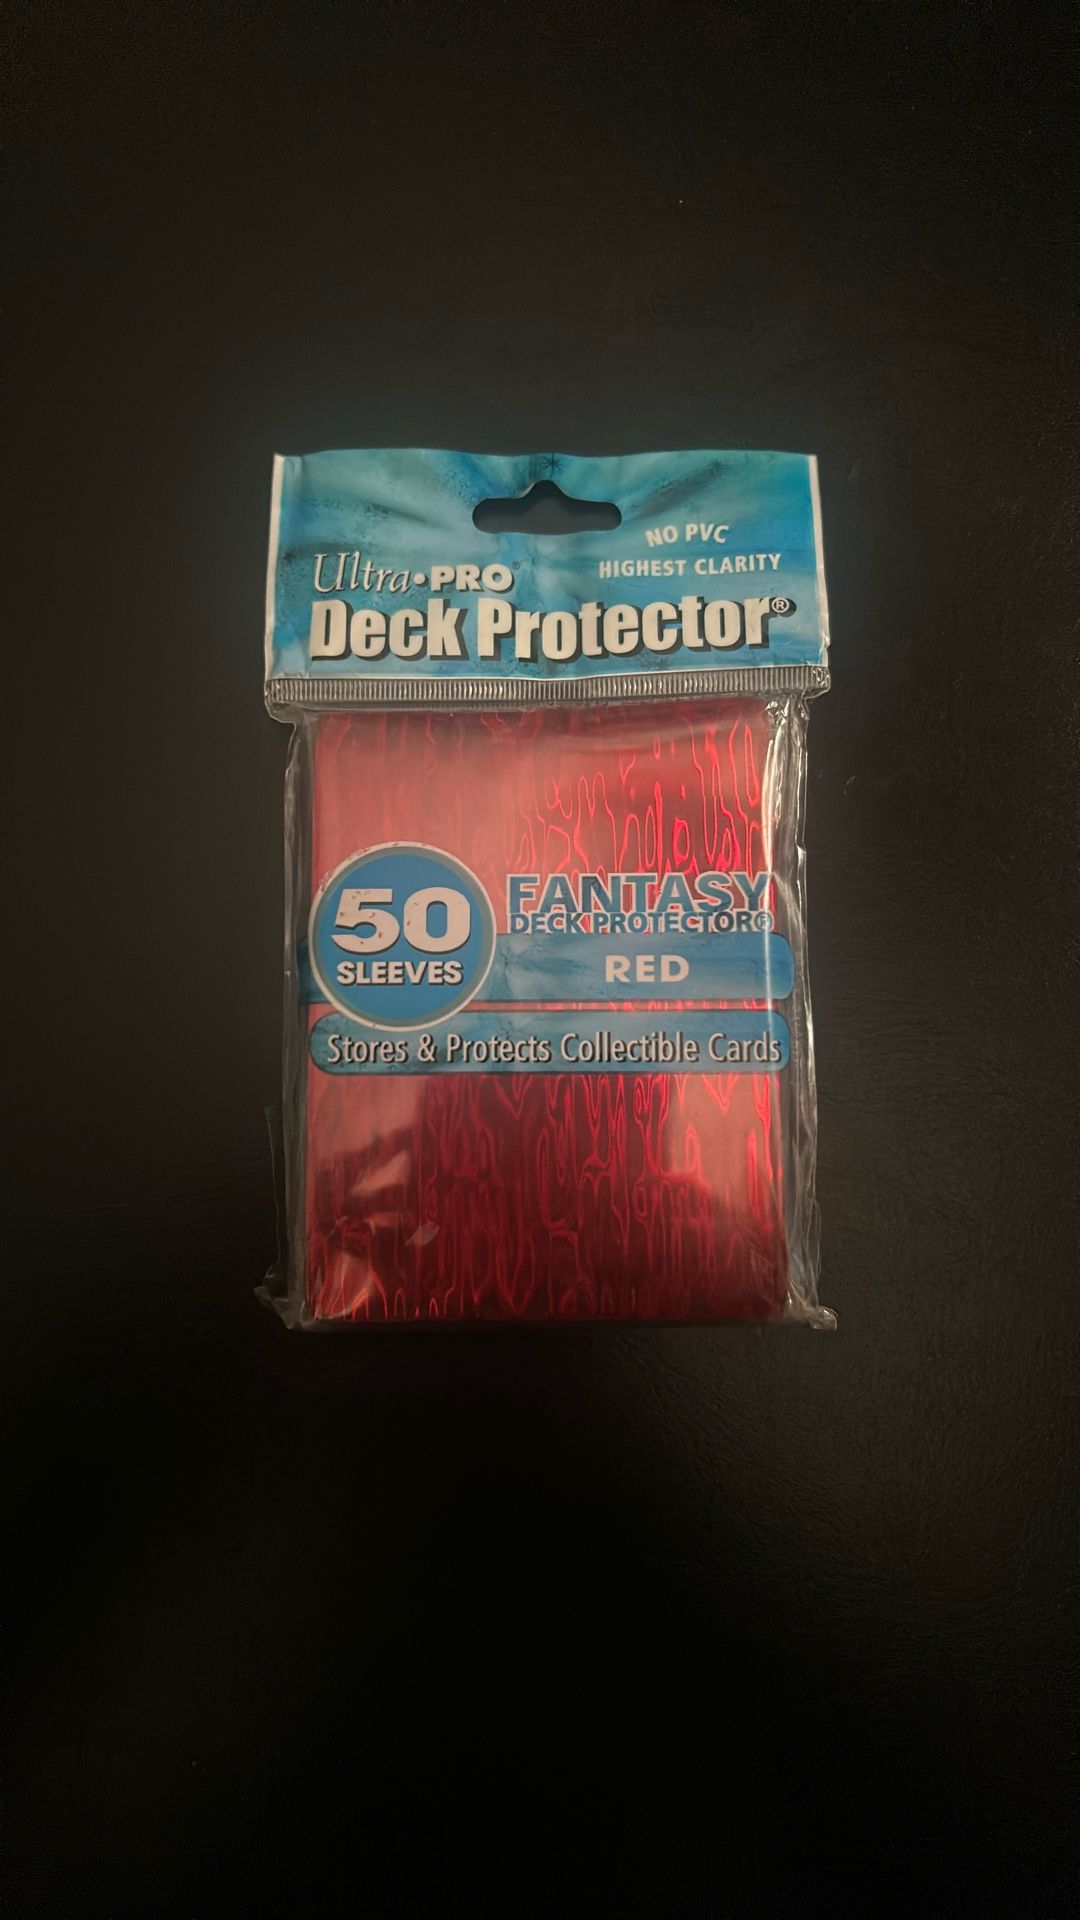 NO PVC
HIGHEST CLARITY
Ultra•PRO®
Deck Protector®
50
SLEEVES
FANTASY
DECK PROTECTOR®
RED
Stores & Protects Collectible Cards